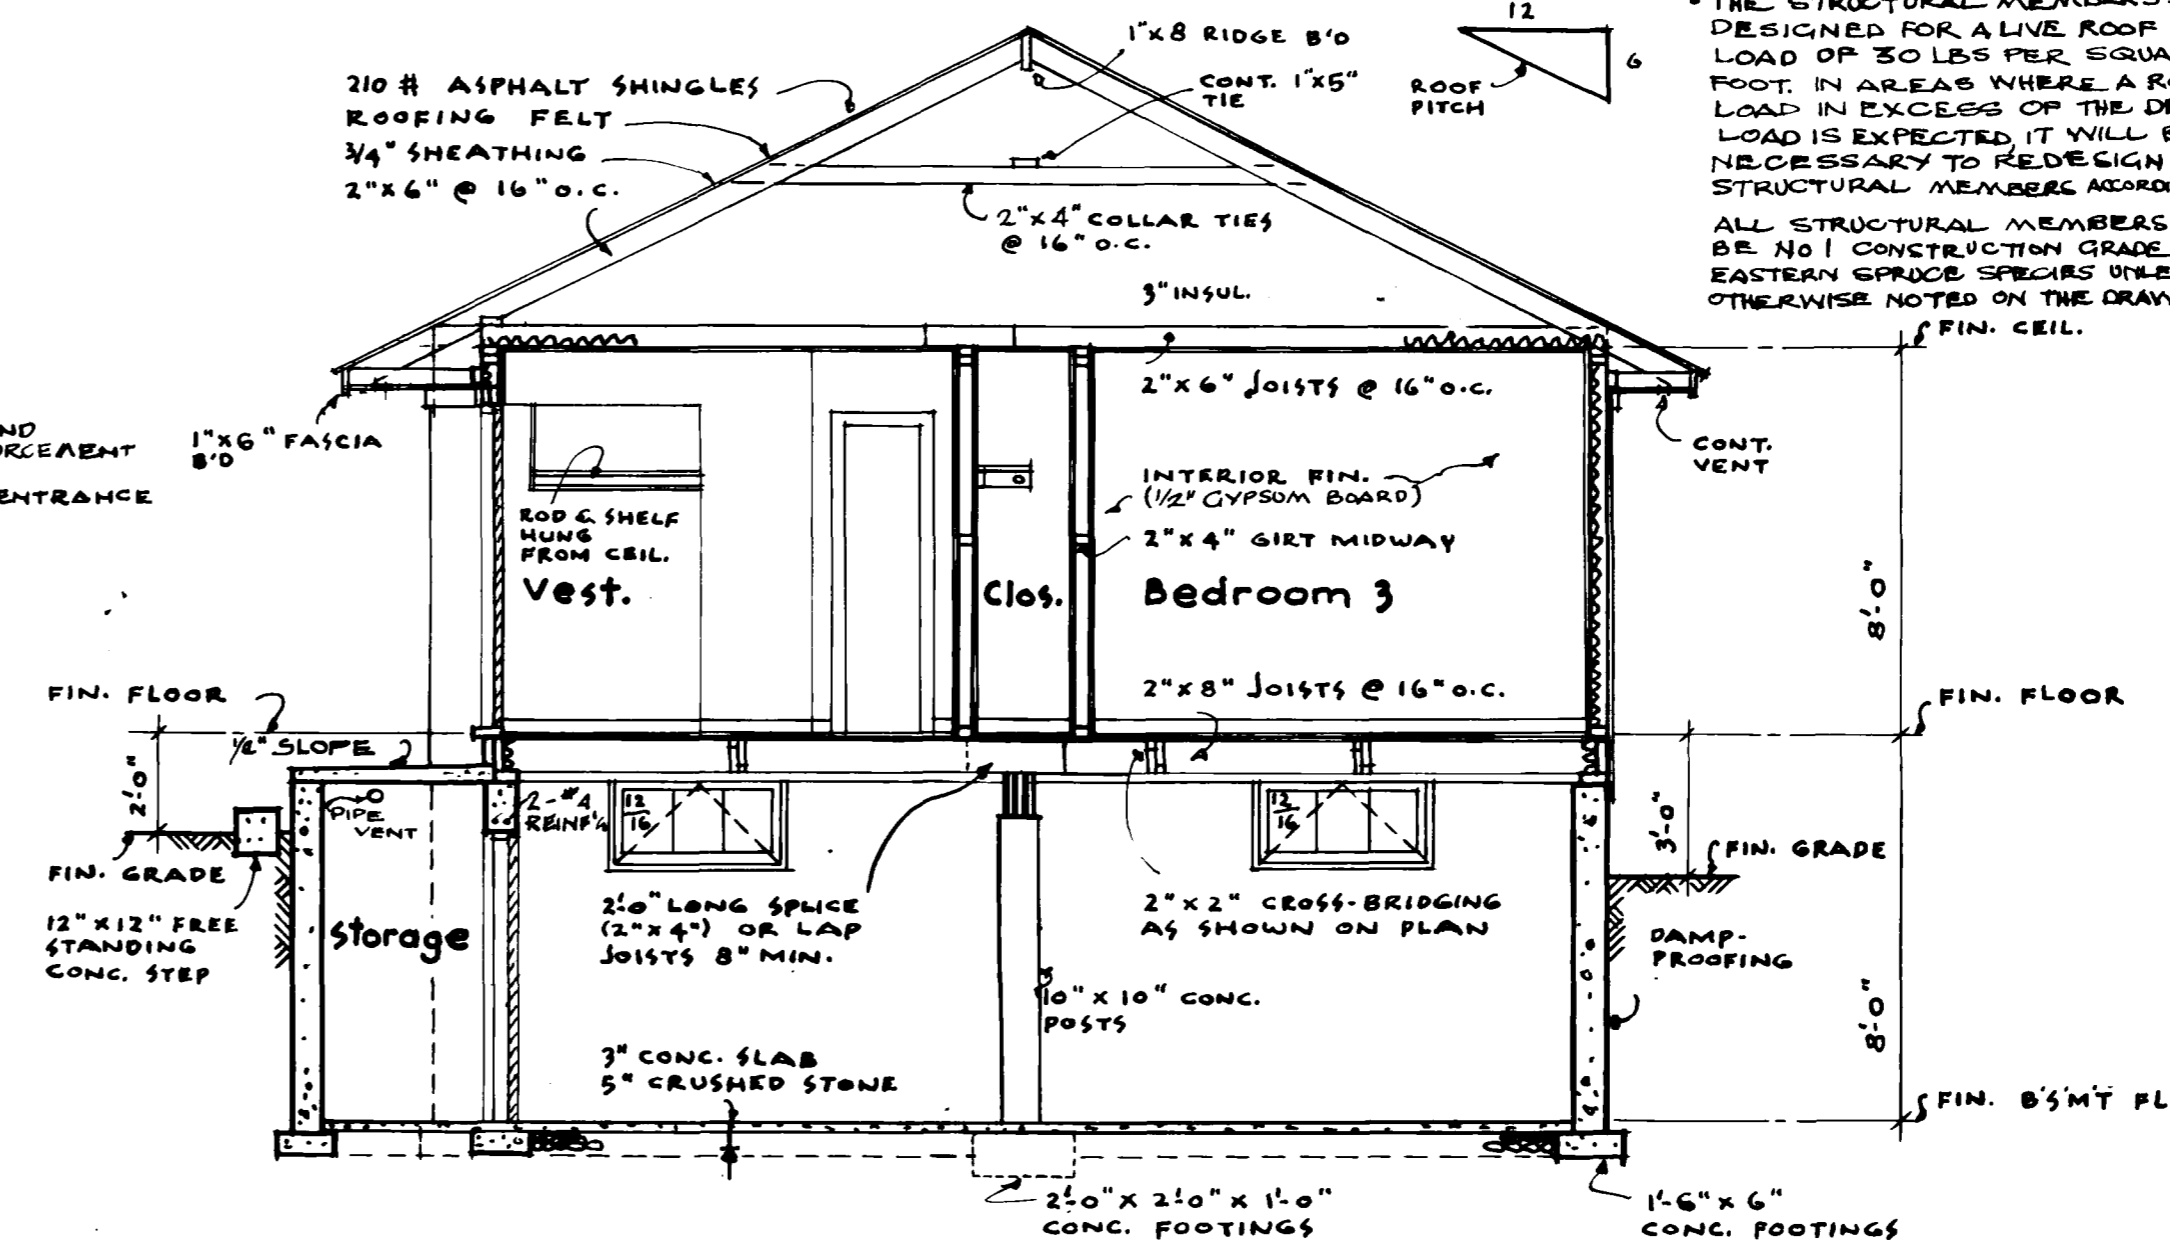 1"x8 RIDGE B'D
CONT. 1"x5"
TIE
12
6
ROOF
PITCH
210 # ASPHALT SHINGLES
ROOFING FELT
3/4" SHEATHING
2"x6" @ 16" O.C.
2"x4" COLLAR TIES
@ 16" O.C.
3" INSUL.
• THE STRUCTURAL MEMBERS
DESIGNED FOR A LIVE ROOF
LOAD OF 30 LBS PER
FOOT. IN AREAS WHERE A
LOAD IN EXCESS OF THE
LOAD IS EXPECTED, IT WILL
NECESSARY TO REDESIGN
STRUCTURAL MEMBERS
ALL STRUCTURAL MEMBERS
BE NO 1 CONSTRUCTION GRADE
EASTERN SPRUCE SPECIES
OTHERWISE NOTED ON THE
FIN. CEIL.
2"x6" JOISTS @ 16" O.C.
1"x6" FASCIA
B'D
ENTRANCE
CONT.
VENT
INTERIOR FIN.
(1/2" GYPSUM BOARD)
2"x4" GIRT MIDWAY
ROD & SHELF
HUNG
FROM CEIL.
Vest.
Clos.
Bedroom 3
8'-0"
2"x8" JOISTS @ 16" O.C.
FIN. FLOOR
FIN. FLOOR
SLOPE
2'-0"
PIPE
VENT
2-#4
REINF'G
12
16
12
16
3'-0"
FIN. GRADE
FIN. GRADE
12"x12" FREE
STANDING
CONC. STEP
Storage
2'-0" LONG SPLICE
(2"x4") OR LAP
JOISTS 8" MIN.
2"x2" CROSS-BRIDGING
AS SHOWN ON PLAN
DAMP-
PROOFING
10" x 10" CONC.
POSTS
8'-0"
3" CONC. SLAB
5" CRUSHED STONE
FIN. B'S'M'T FL
2'-0" x 2'-0" x 1'-0"
CONC. FOOTINGS
1'-6" x 6"
CONC. FOOTINGS